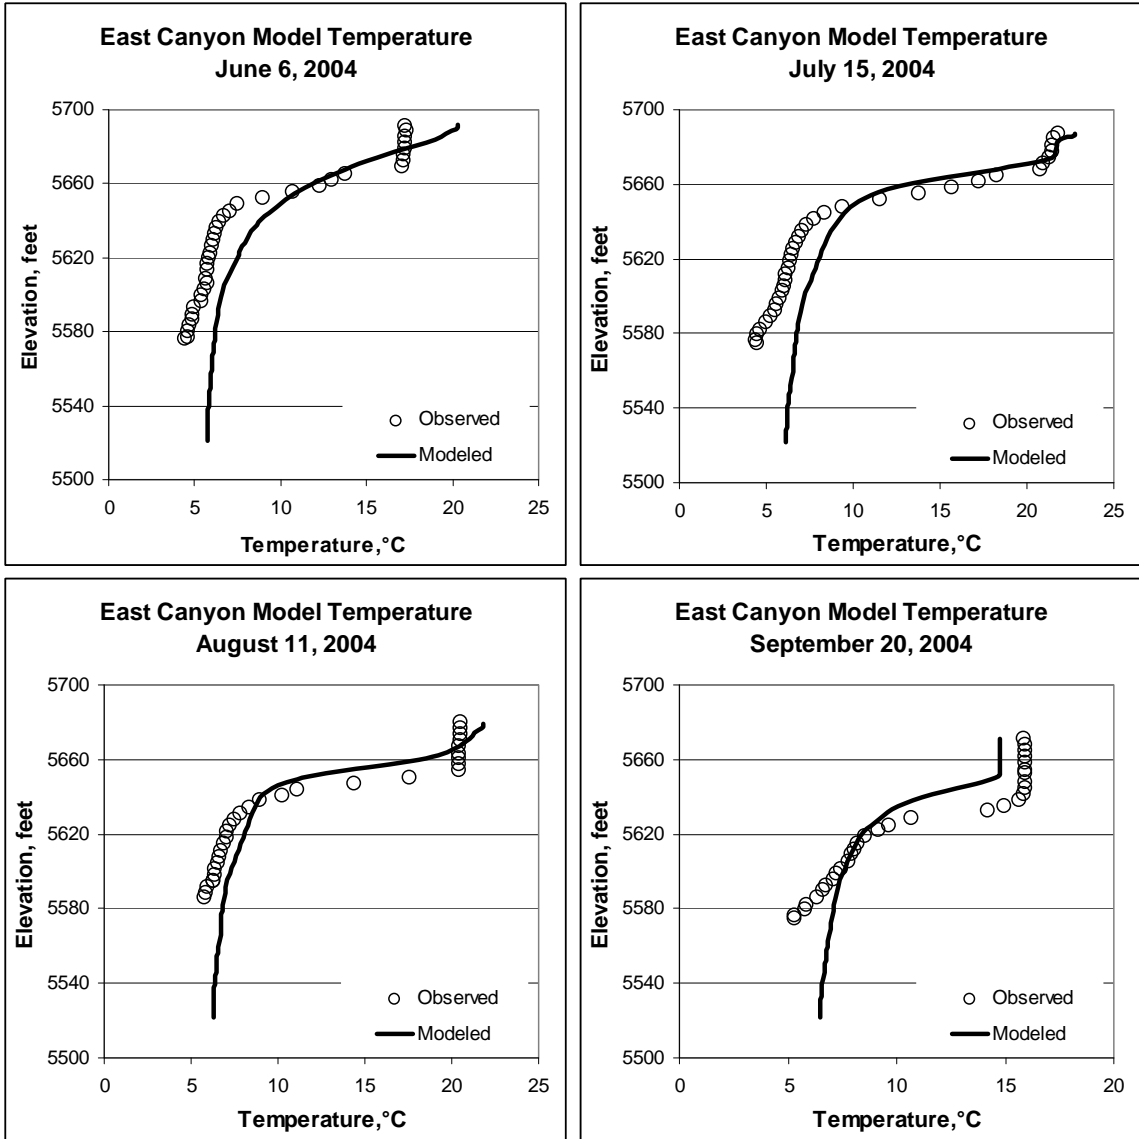 East Canyon Model Temperature
June 6, 2004
5700
5660
5620
5580
5540
5500
Elevation, feet
0 5 10 15 20 25
Temperature,°C
Observed
Modeled
East Canyon Model Temperature
July 15, 2004
5700
5660
5620
5580
5540
5500
Elevation, feet
0 5 10 15 20 25
Temperature,°C
Observed
Modeled
East Canyon Model Temperature
August 11, 2004
5700
5660
5620
5580
5540
5500
Elevation, feet
0 5 10 15 20 25
Temperature,°C
Observed
Modeled
East Canyon Model Temperature
September 20, 2004
5700
5660
5620
5580
5540
5500
Elevation, feet
0 5 10 15 20
Temperature,°C
Observed
Modeled